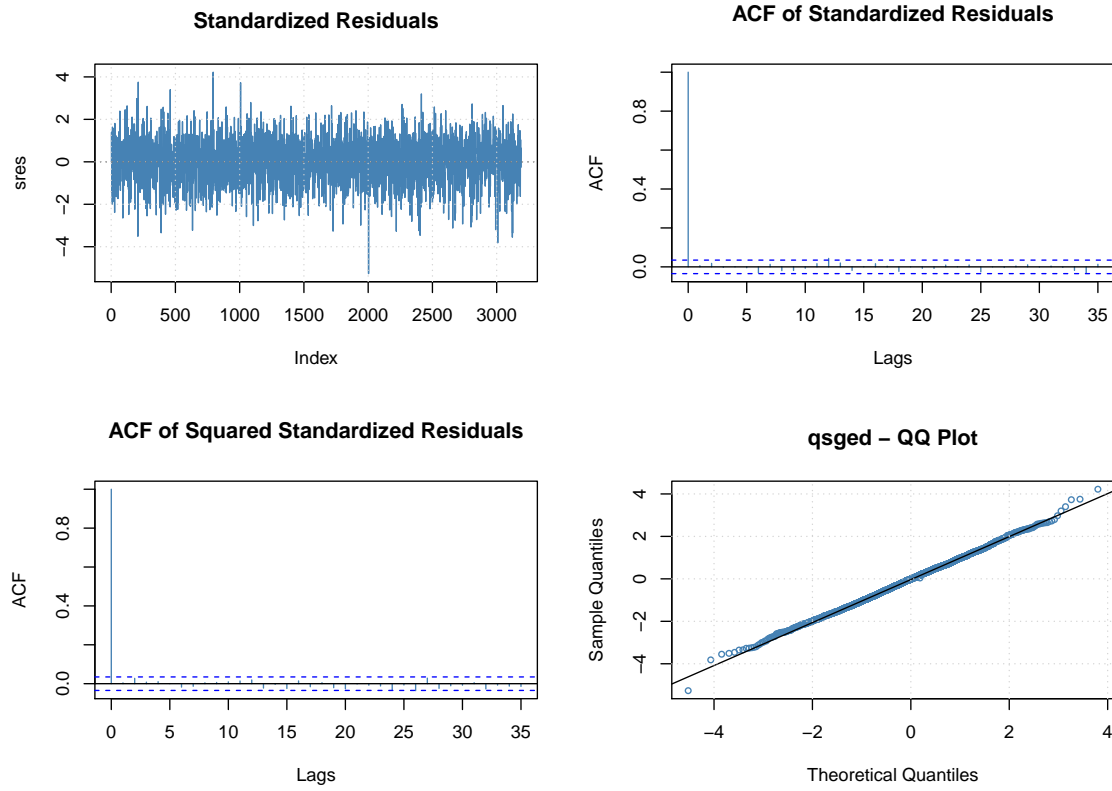 Standardized Residuals
sres
4
2
0
−2
−4
0 500 1000 1500 2000 2500 3000
Index
ACF of Standardized Residuals
ACF
0.8
0.4
0.0
0 5 10 15 20 25 30 35
Lags
ACF of Squared Standardized Residuals
ACF
0.8
0.4
0.0
0 5 10 15 20 25 30 35
Lags
qsged − QQ Plot
Sample Quantiles
4
2
0
−2
−4
−4 −2 0 2 4
Theoretical Quantiles